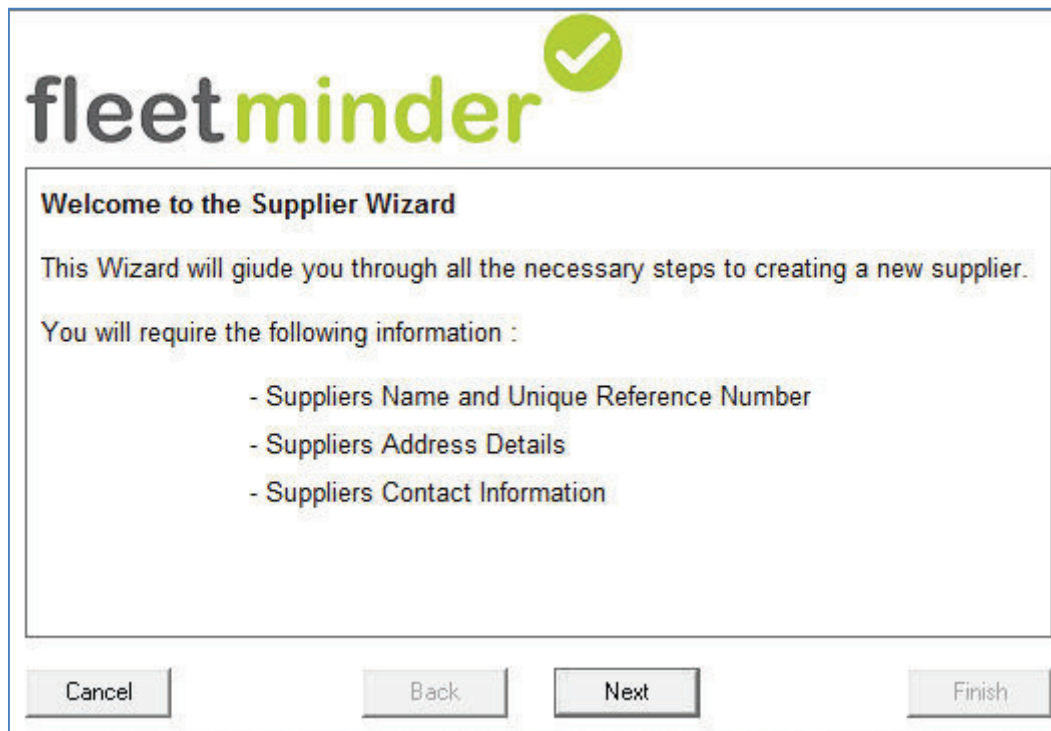 fleetminder
Welcome to the Supplier Wizard
This Wizard will giude you through all the necessary steps to creating a new supplier.
You will require the following information :
- Suppliers Name and Unique Reference Number
- Suppliers Address Details
- Suppliers Contact Information
Cancel Back Next Finish